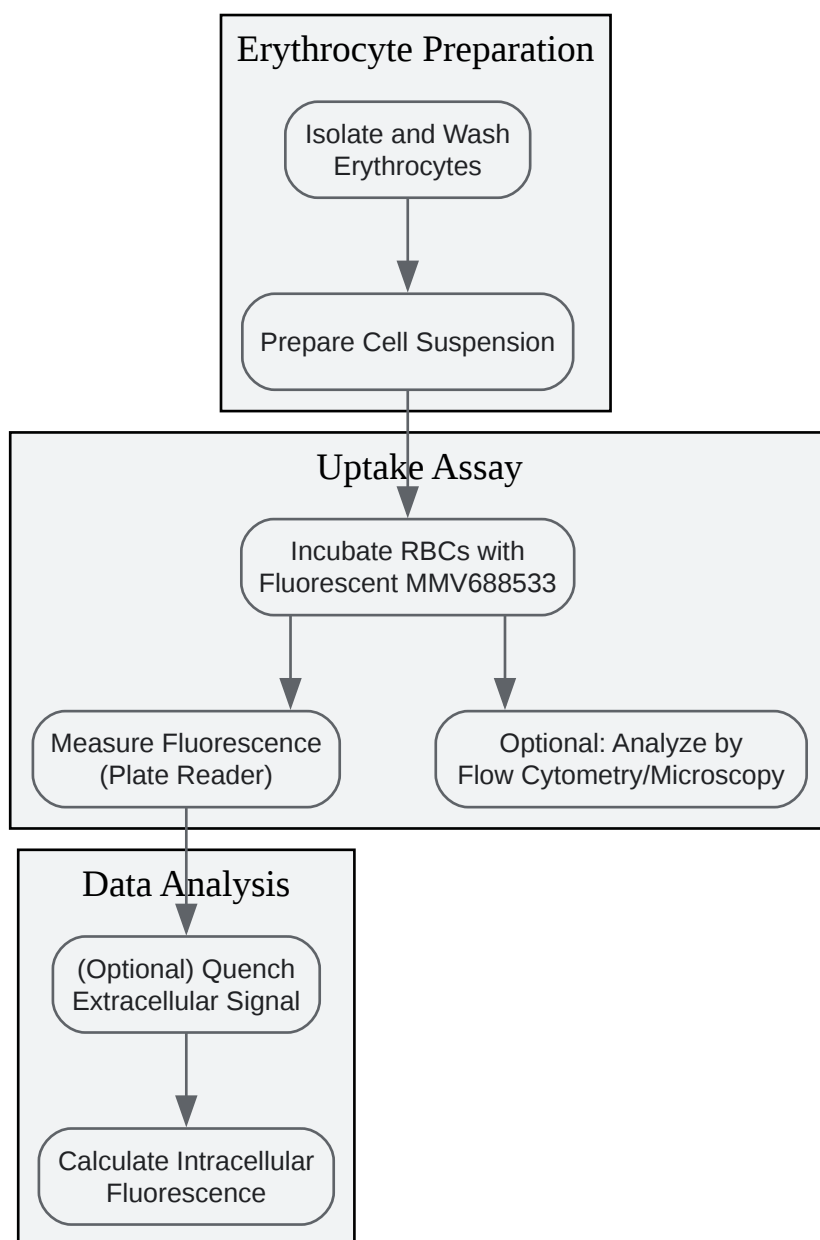 Erythrocyte Preparation
Isolate and Wash
Erythrocytes
Prepare Cell Suspension
Uptake Assay
Incubate RBCs with
Fluorescent MMV688533
Measure Fluorescence
(Plate Reader)
Optional: Analyze by
Flow Cytometry/Microscopy
Data Analysis
(Optional) Quench
Extracellular Signal
Calculate Intracellular
Fluorescence